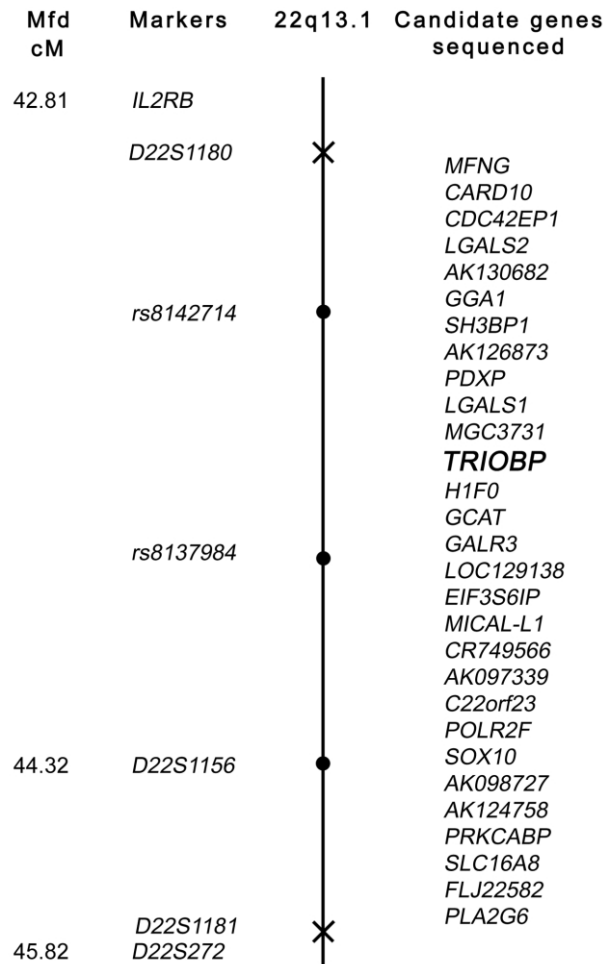 Mfd Markers 22q13.1 Candidate genes
cM sequenced
42.81 IL2RB
D22S1180
MFNG
CARD10
CDC42EP1
LGALS2
AK130682
GGA1
rs8142714
SH3BP1
AK126873
PDXP
LGALS1
MGC3731
TRIOBP
H1F0
GCAT
GALR3
rs8137984
LOC129138
EIF3S6IP
MICAL-L1
CR749566
AK097339
C22orf23
POLR2F
SOX10
44.32 D22S1156
AK098727
AK124758
PRKCABP
SLC16A8
FLJ22582
PLA2G6
D22S1181
45.82 D22S272